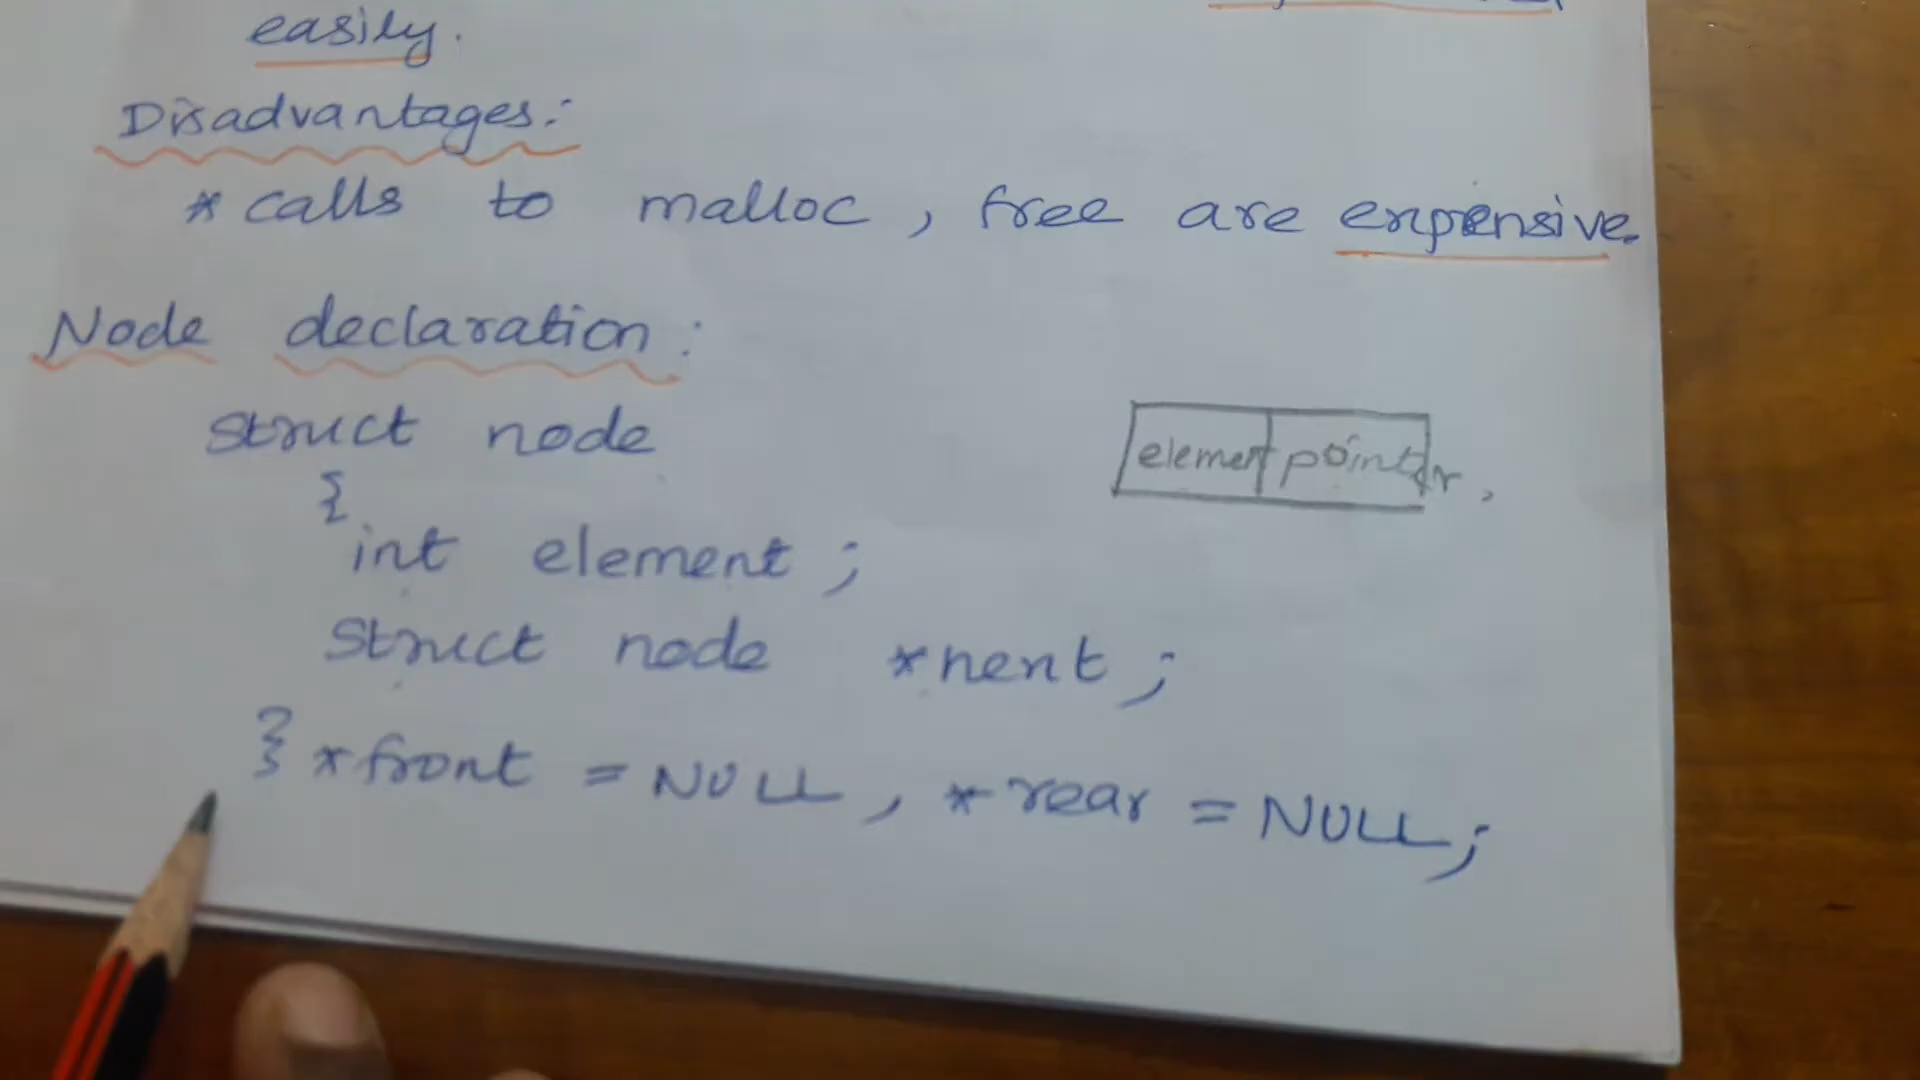 easily.
Disadvantages:
* calls to malloc, free are expensive.
Node declaration:
struct node
{
element pointer,
int element;
struct node *next;
} *front = NULL, *rear = NULL;